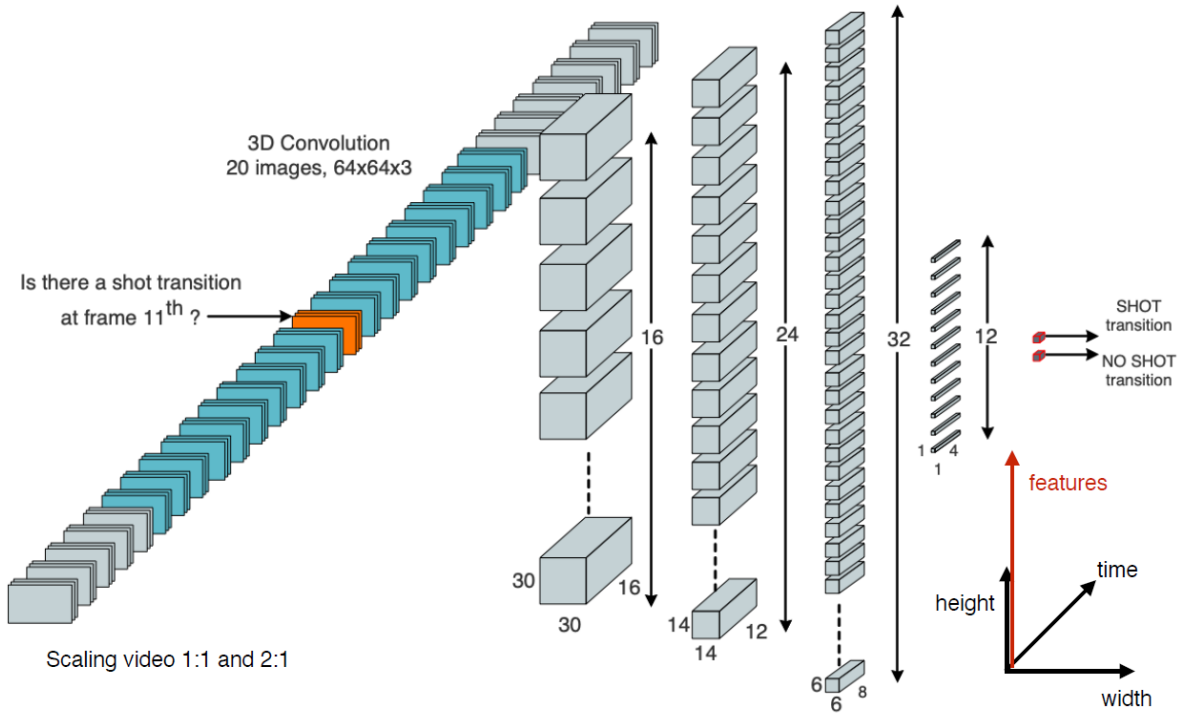 3D Convolution
20 images, 64x64x3
Is there a shot transition
at frame 11th ?
16
30
16
30
24
14
12
14
32
6
8
6
12
1
4
1
SHOT
transition
NO SHOT
transition
features
time
height
width
Scaling video 1:1 and 2:1